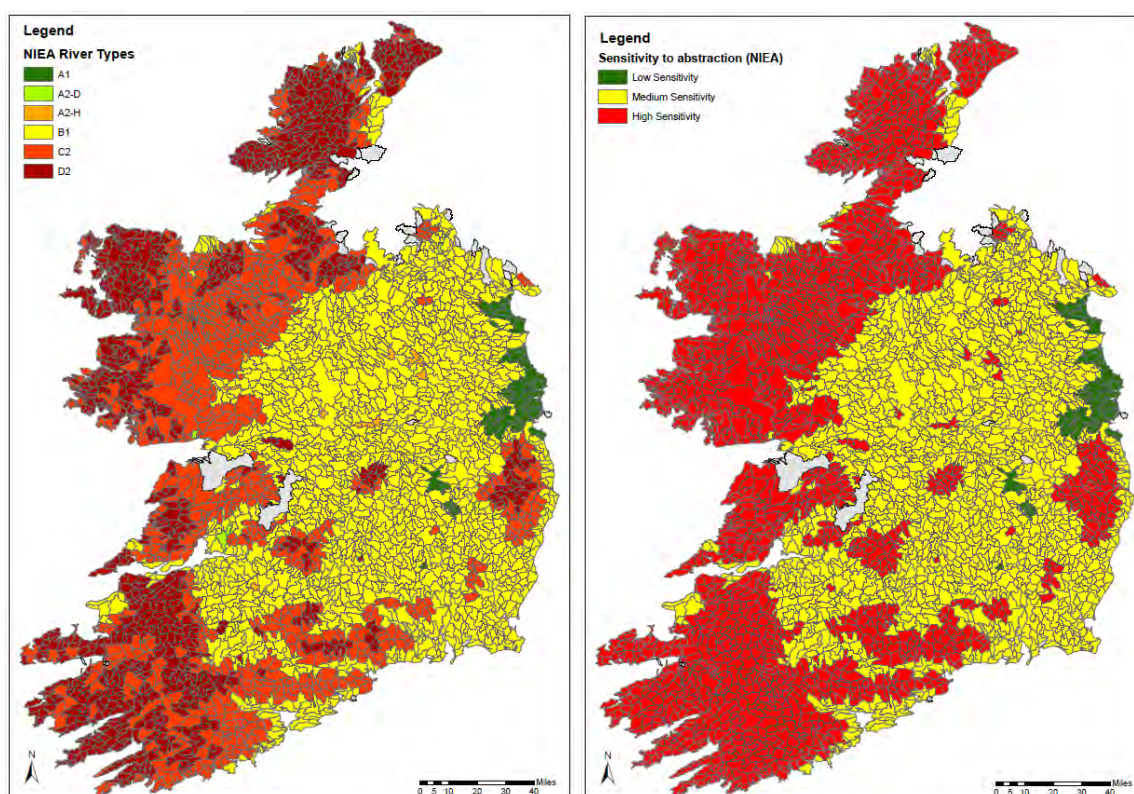 Legend
NIEA River Types
A1
A2-D
A2-H
B1
C2
D2
N
Miles
0 5 10 20 30 40
Legend
Sensitivity to abstraction (NIEA)
Low Sensitivity
Medium Sensitivity
High Sensitivity
N
Miles
0 5 10 20 30 40